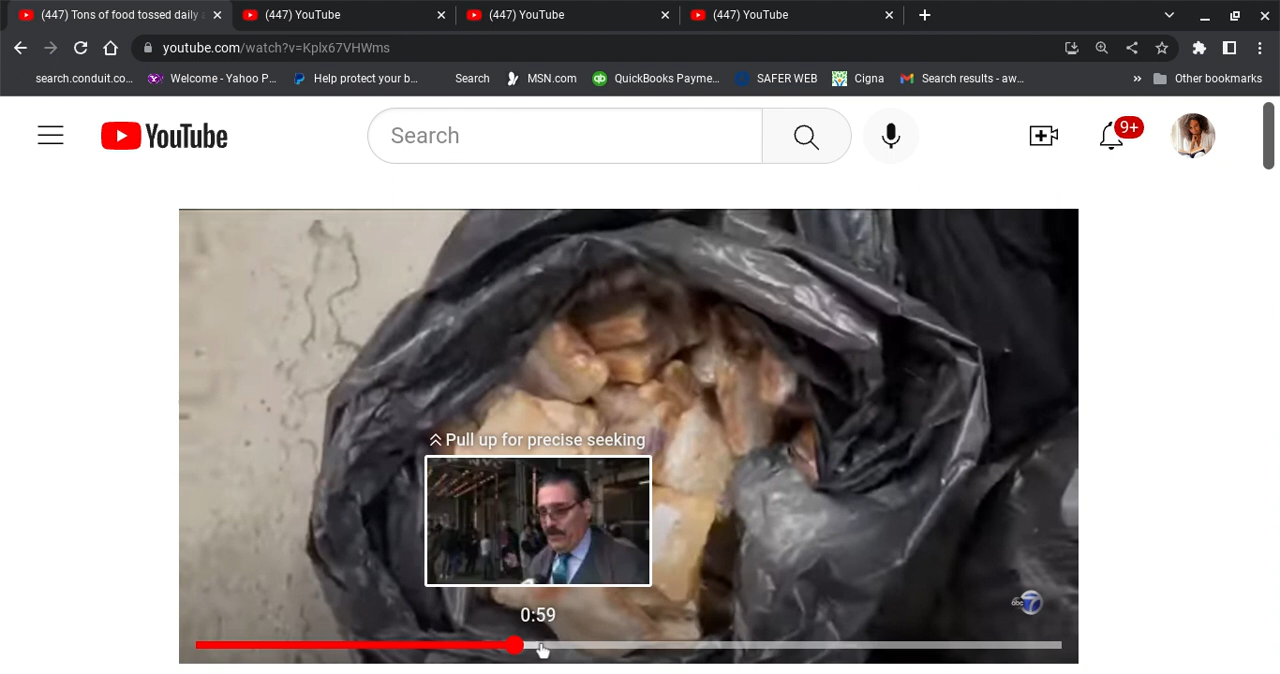 (447) Tons of food tossed daily
(447) YouTube
(447) YouTube
(447) YouTube
youtube.com/watch?v=Kplx67VHWms
search.conduit.co...
Welcome - Yahoo P...
Help protect your b...
Search
MSN.com
QuickBooks Payme...
SAFER WEB
Cigna
Search results - aw...
Other bookmarks
YouTube
Search
9+
Pull up for precise seeking
0:59
abc 7